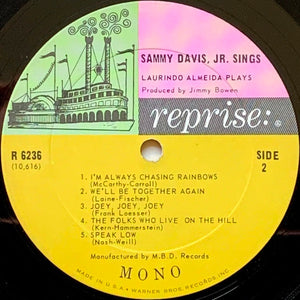 SAMMY DAVIS, JR. SINGS
LAURINDO ALMEIDA PLAYS
Produced by Jimmy Bowen
reprise:
R 6236
(10,616)
SIDE
2
1 I'M ALWAYS CHASING RAINBOWS
(McCarthy-Carroll)
2 WE'LL BE TOGETHER AGAIN
(Laine-Fischer)
3 JOEY, JOEY, JOEY
(Frank Loesser)
4 THE FOLKS WHO LIVE ON THE HILL
(Kern-Hammerstein)
5 SPEAK LOW
(Nash-Weill)
Manufactured by M.B.D. Records
MONO
MADE IN U.S.A. • WARNER BROS. RECORDS INC.